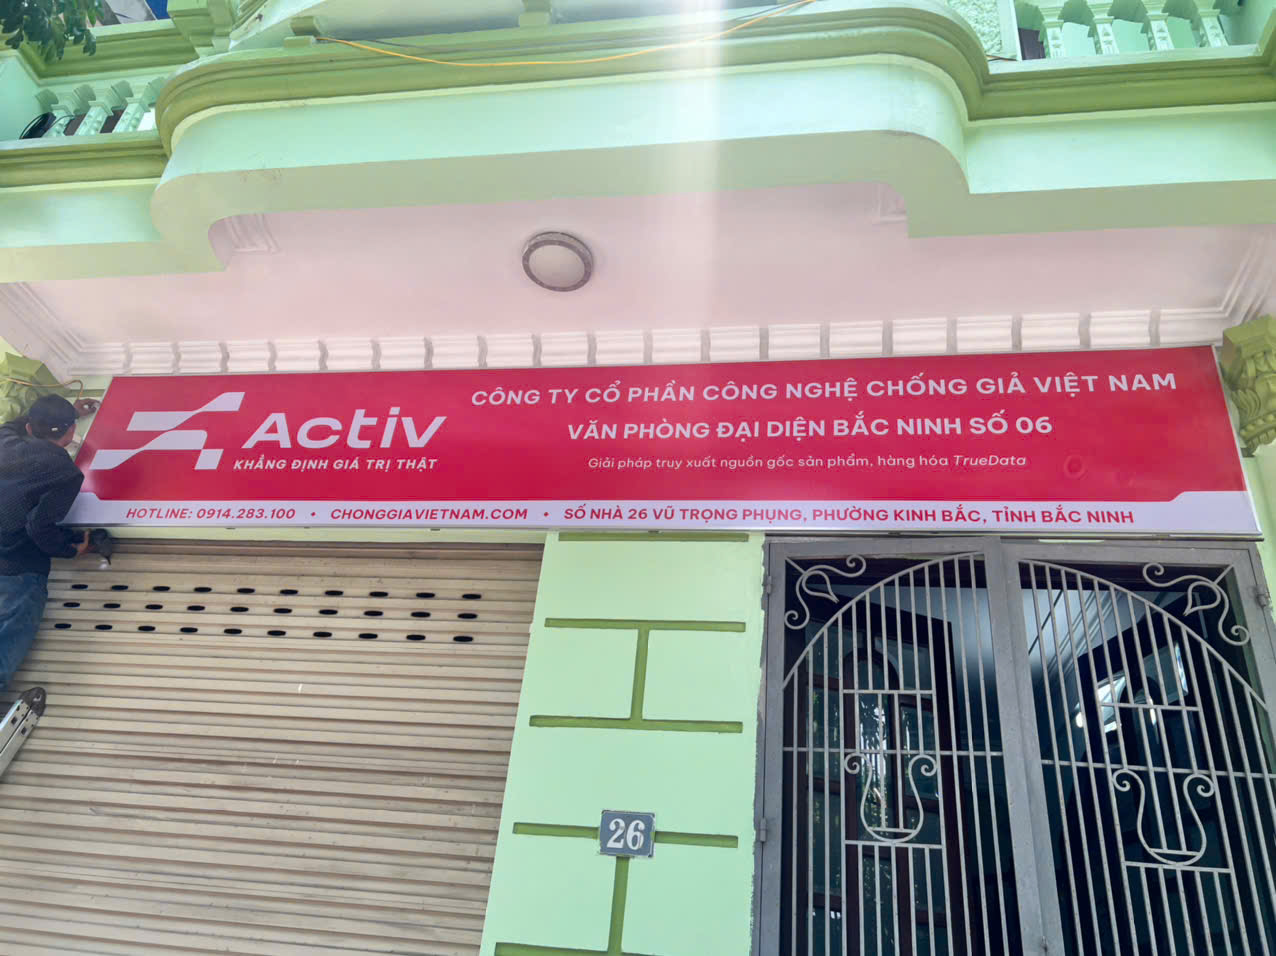 Activ
KHẲNG ĐỊNH GIÁ TRỊ THẬT
CÔNG TY CỔ PHẦN CÔNG NGHỆ CHỐNG GIẢ VIỆT NAM
VĂN PHÒNG ĐẠI DIỆN BẮC NINH SỐ 06
Giải pháp truy xuất nguồn gốc sản phẩm, hàng hóa TrueData
HOTLINE: 0914.283.100 • CHONGGIAVIETNAM.COM • SỐ NHÀ 26 VŨ TRỌNG PHỤNG, PHƯỜNG KINH BẮC, TỈNH BẮC NINH
26